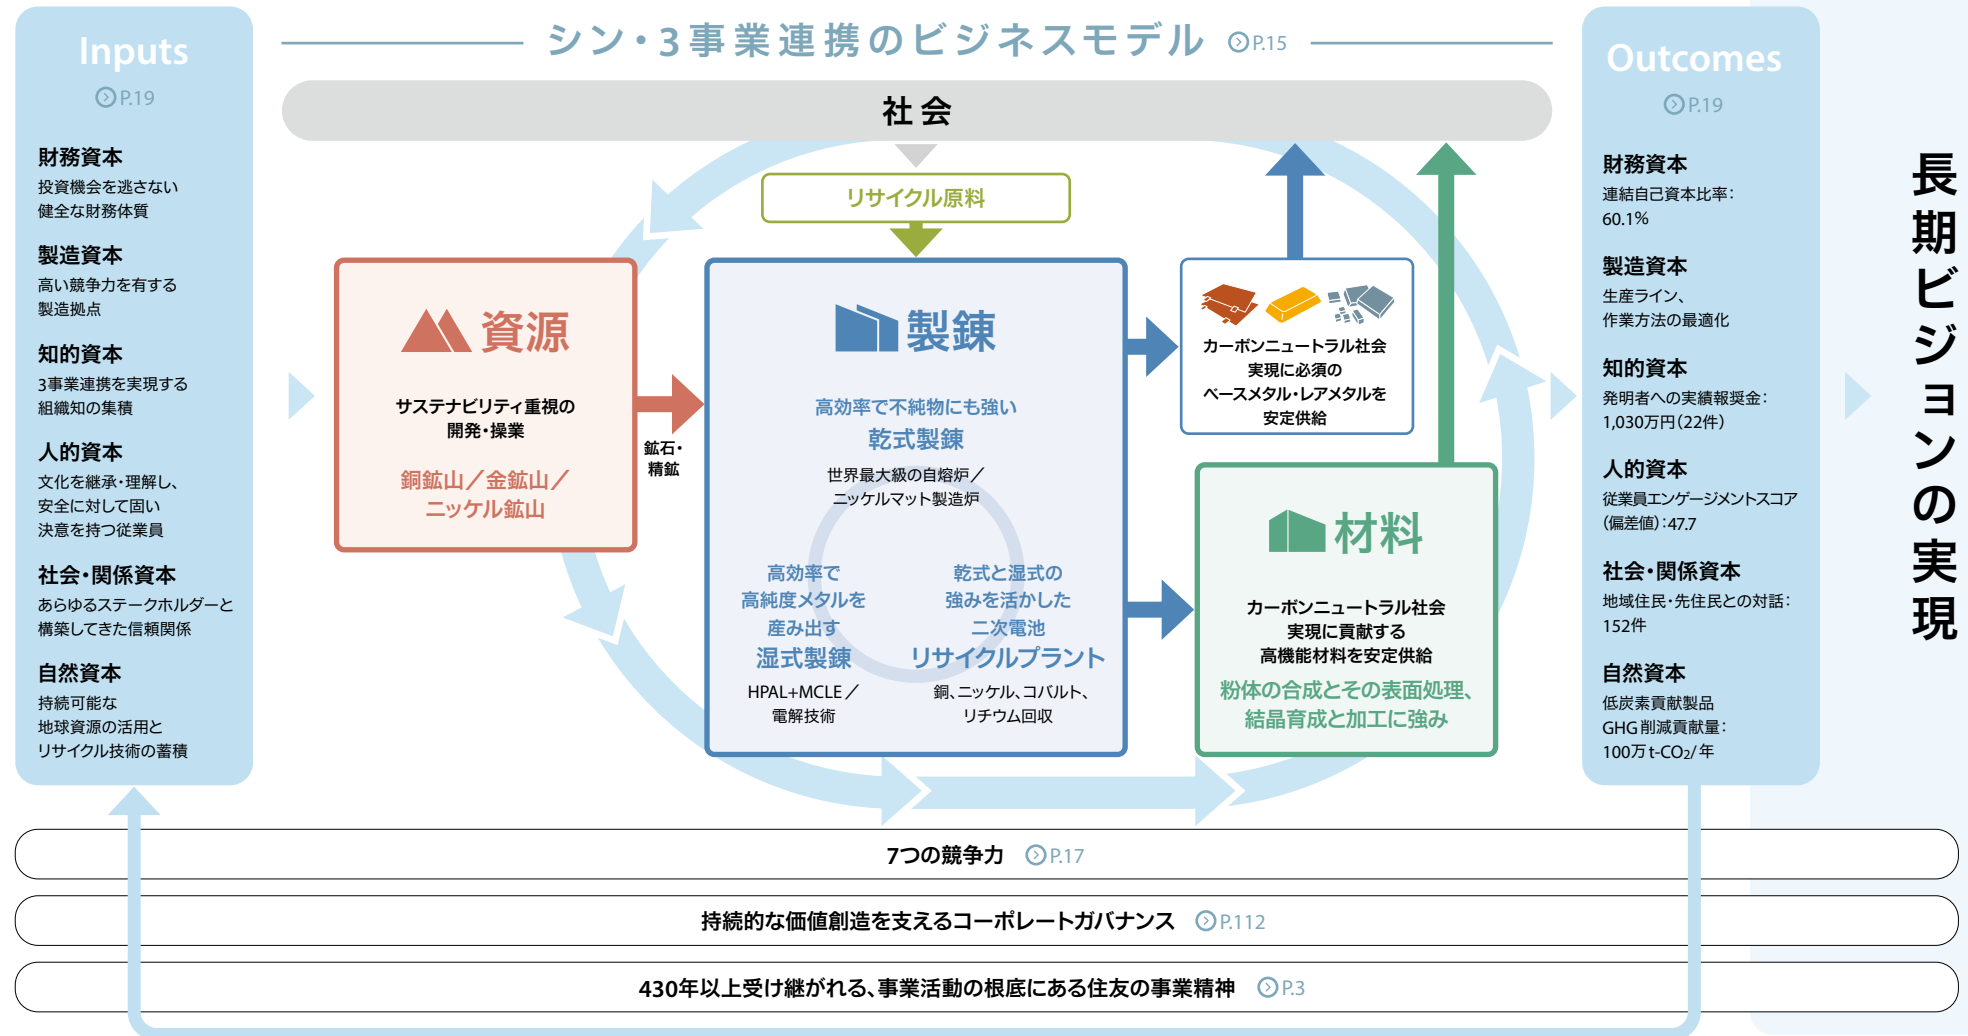 Inputs
P.19
財務資本
投資機会を逃さない
健全な財務体質
製造資本
高い競争力を有する
製造拠点
知的資本
3事業連携を実現する
組織知の集積
人的資本
文化を継承・理解し、
安全に対して固い
決意を持つ従業員
社会・関係資本
あらゆるステークホルダーと
構築してきた信頼関係
自然資本
持続可能な
地球資源の活用と
リサイクル技術の蓄積
シン・3事業連携のビジネスモデル P.15
社会
リサイクル原料
資源
サステナビリティ重視の
開発・操業
銅鉱山／金鉱山／
ニッケル鉱山
鉱石・
精鉱
製錬
高効率で不純物にも強い
乾式製錬
世界最大級の自熔炉／
ニッケルマット製造炉
高効率で
高純度メタルを
産み出す
湿式製錬
HPAL+MCLE／
電解技術
乾式と湿式の
強みを活かした
二次電池
リサイクルプラント
銅、ニッケル、コバルト、
リチウム回収
カーボンニュートラル社会
実現に必須の
ベースメタル・レアメタルを
安定供給
材料
カーボンニュートラル社会
実現に貢献する
高機能材料を安定供給
粉体の合成とその表面処理、
結晶育成と加工に強み
Outcomes
P.19
財務資本
連結自己資本比率：
60.1%
製造資本
生産ライン、
作業方法の最適化
知的資本
発明者への実績報奨金：
1,030万円（22件）
人的資本
従業員エンゲージメントスコア
（偏差値）：47.7
社会・関係資本
地域住民・先住民との対話：
152件
自然資本
低炭素貢献製品
GHG削減貢献量：
100万t-CO2/年
長期ビジョンの実現
7つの競争力 P.17
持続的な価値創造を支えるコーポレートガバナンス P.112
430年以上受け継がれる、事業活動の根底にある住友の事業精神 P.3